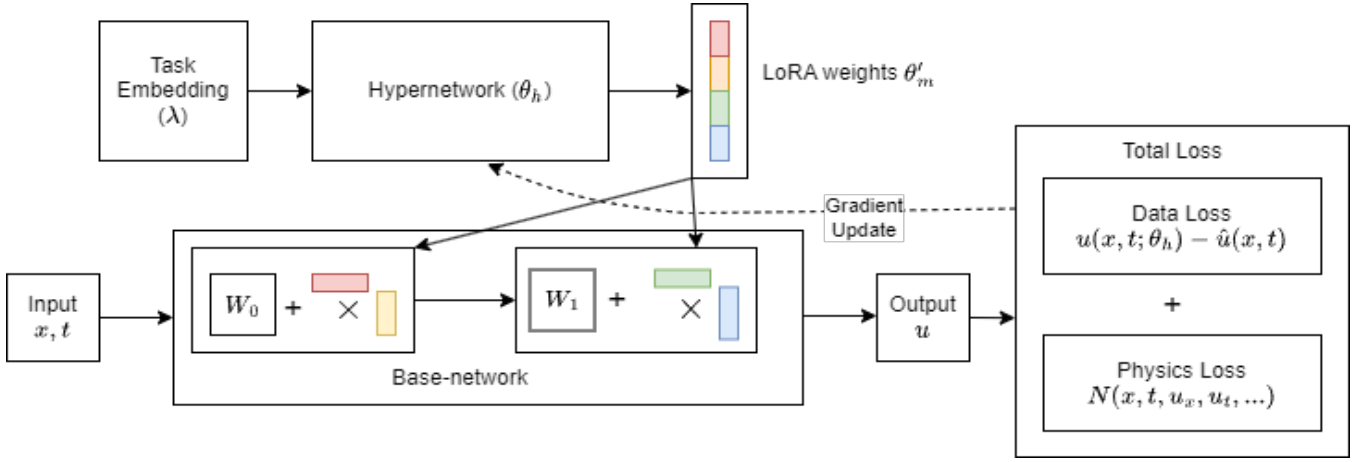 Task
Embedding
(λ)
Hypernetwork (θ_h)
LoRA weights θ′_m
Total Loss
Data Loss
u(x, t; θ_h) − û(x, t)
+
Physics Loss
N(x, t, u_x, u_t, ...)
Gradient
Update
Input
x, t
W_0 + ×
W_1 + ×
Base-network
Output
u